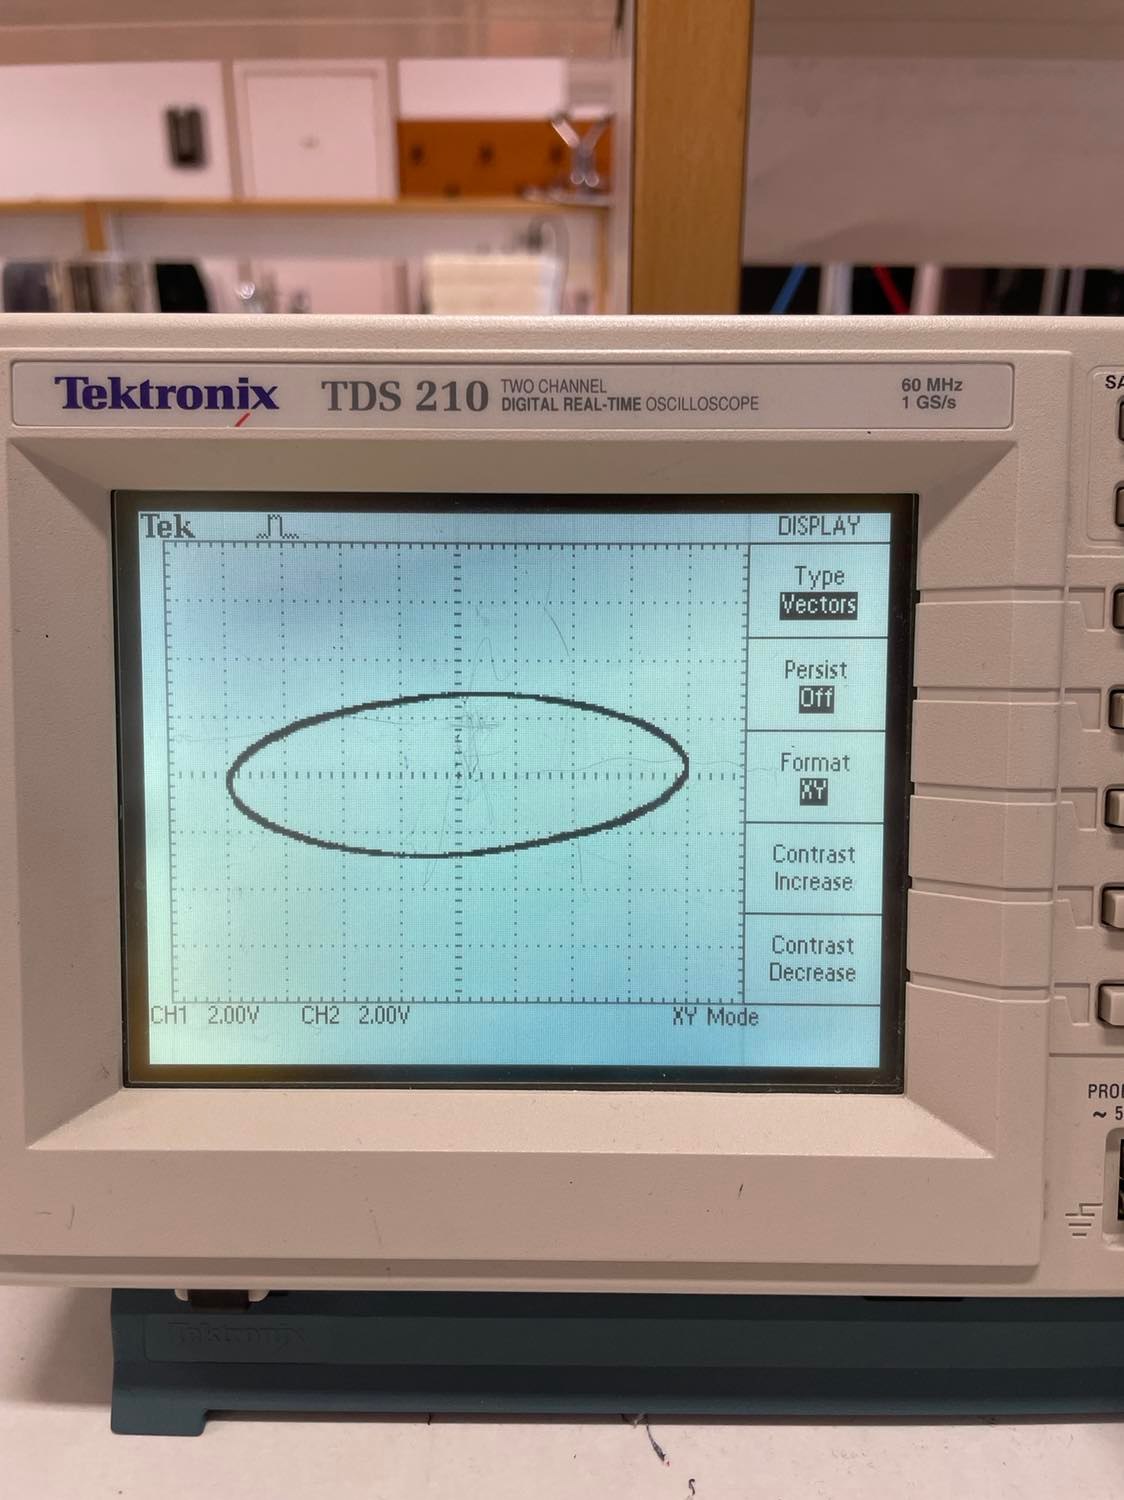 Tektronix TDS 210 TWO CHANNEL
DIGITAL REAL-TIME OSCILLOSCOPE
60 MHz
1 GS/s
Tek
DISPLAY
Type
Vectors
Persist
Off
Format
XY
Contrast
Increase
Contrast
Decrease
CH1 2.00V CH2 2.00V XY Mode
Tektronix